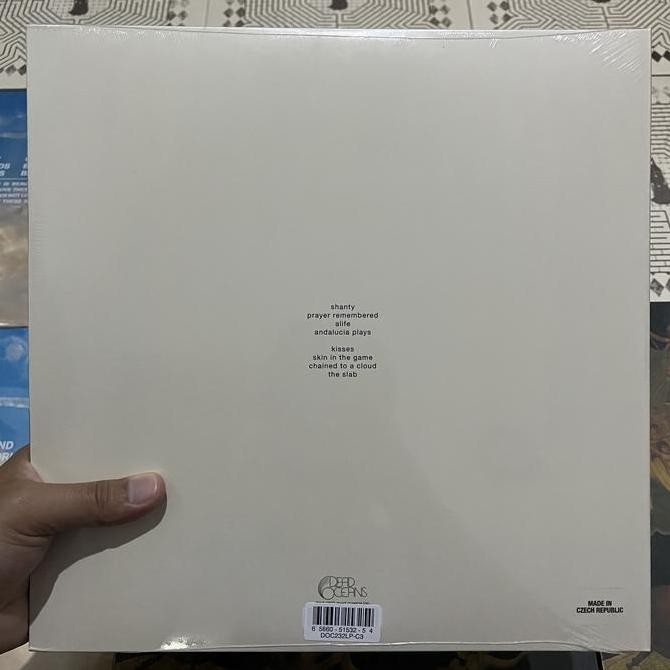 shanty
prayer remembered
alife
andalucia plays
kisses
skin in the game
chained to a cloud
the slab
DEAD
OCEANS
6 56605 51532 5 4
DOC232LP-C3
MADE IN
CZECH REPUBLIC